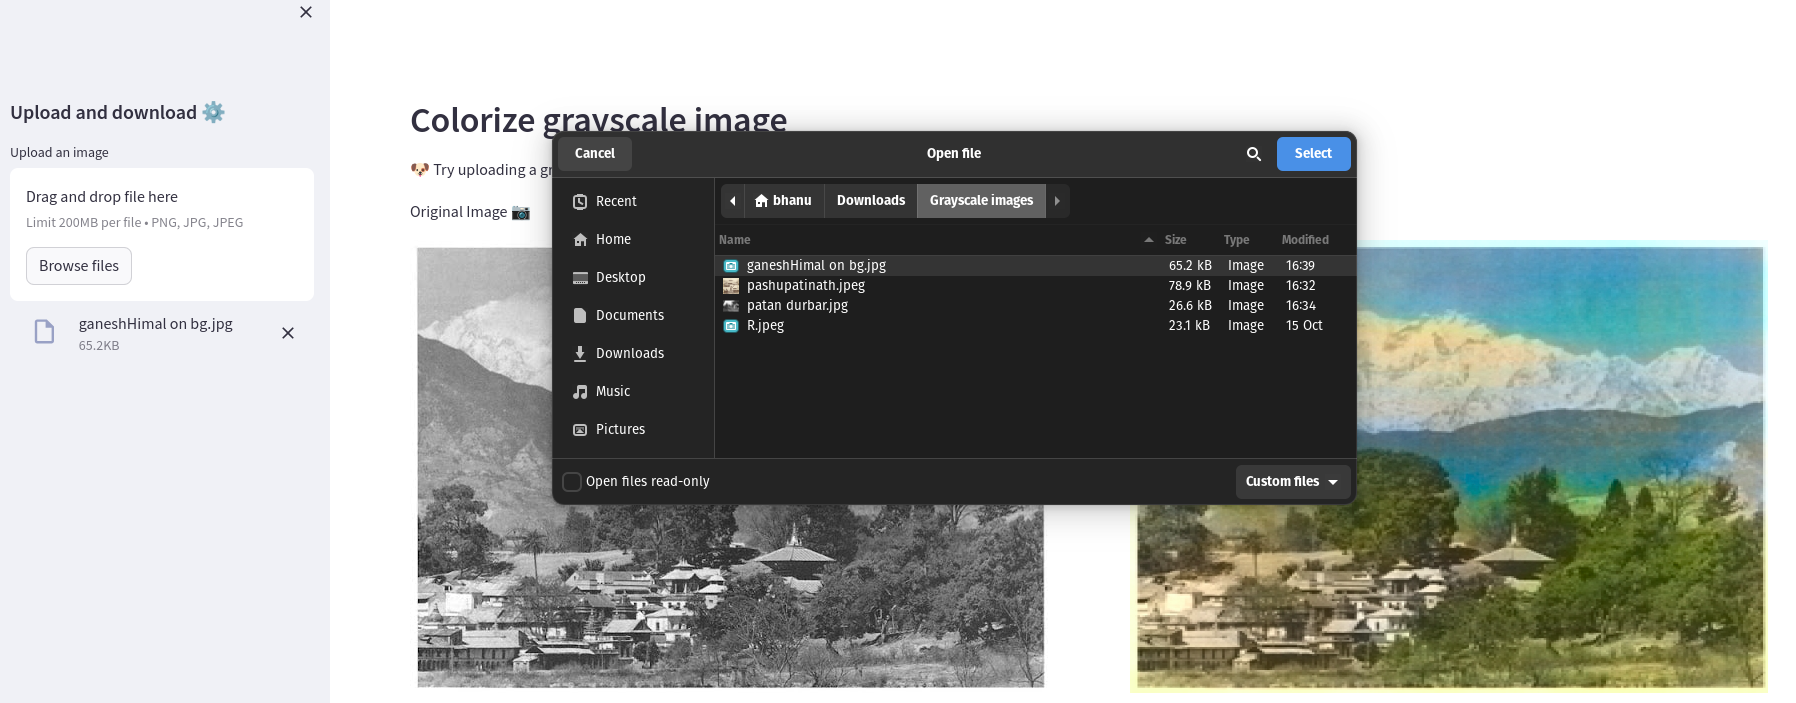 Upload and download
Upload an image
Drag and drop file here
Limit 200MB per file • PNG, JPG, JPEG
Browse files
ganeshHimal on bg.jpg
65.2KB
Colorize grayscale image
Try uploading a gr
Original Image
Cancel
Open file
Select
Recent
Home
Desktop
Documents
Downloads
Music
Pictures
bhanu Downloads Grayscale images
Name Size Type Modified
ganeshHimal on bg.jpg 65.2 kB Image 16:39
pashupatinath.jpeg 78.9 kB Image 16:32
patan durbar.jpg 26.6 kB Image 16:34
R.jpeg 23.1 kB Image 15 Oct
Open files read-only
Custom files